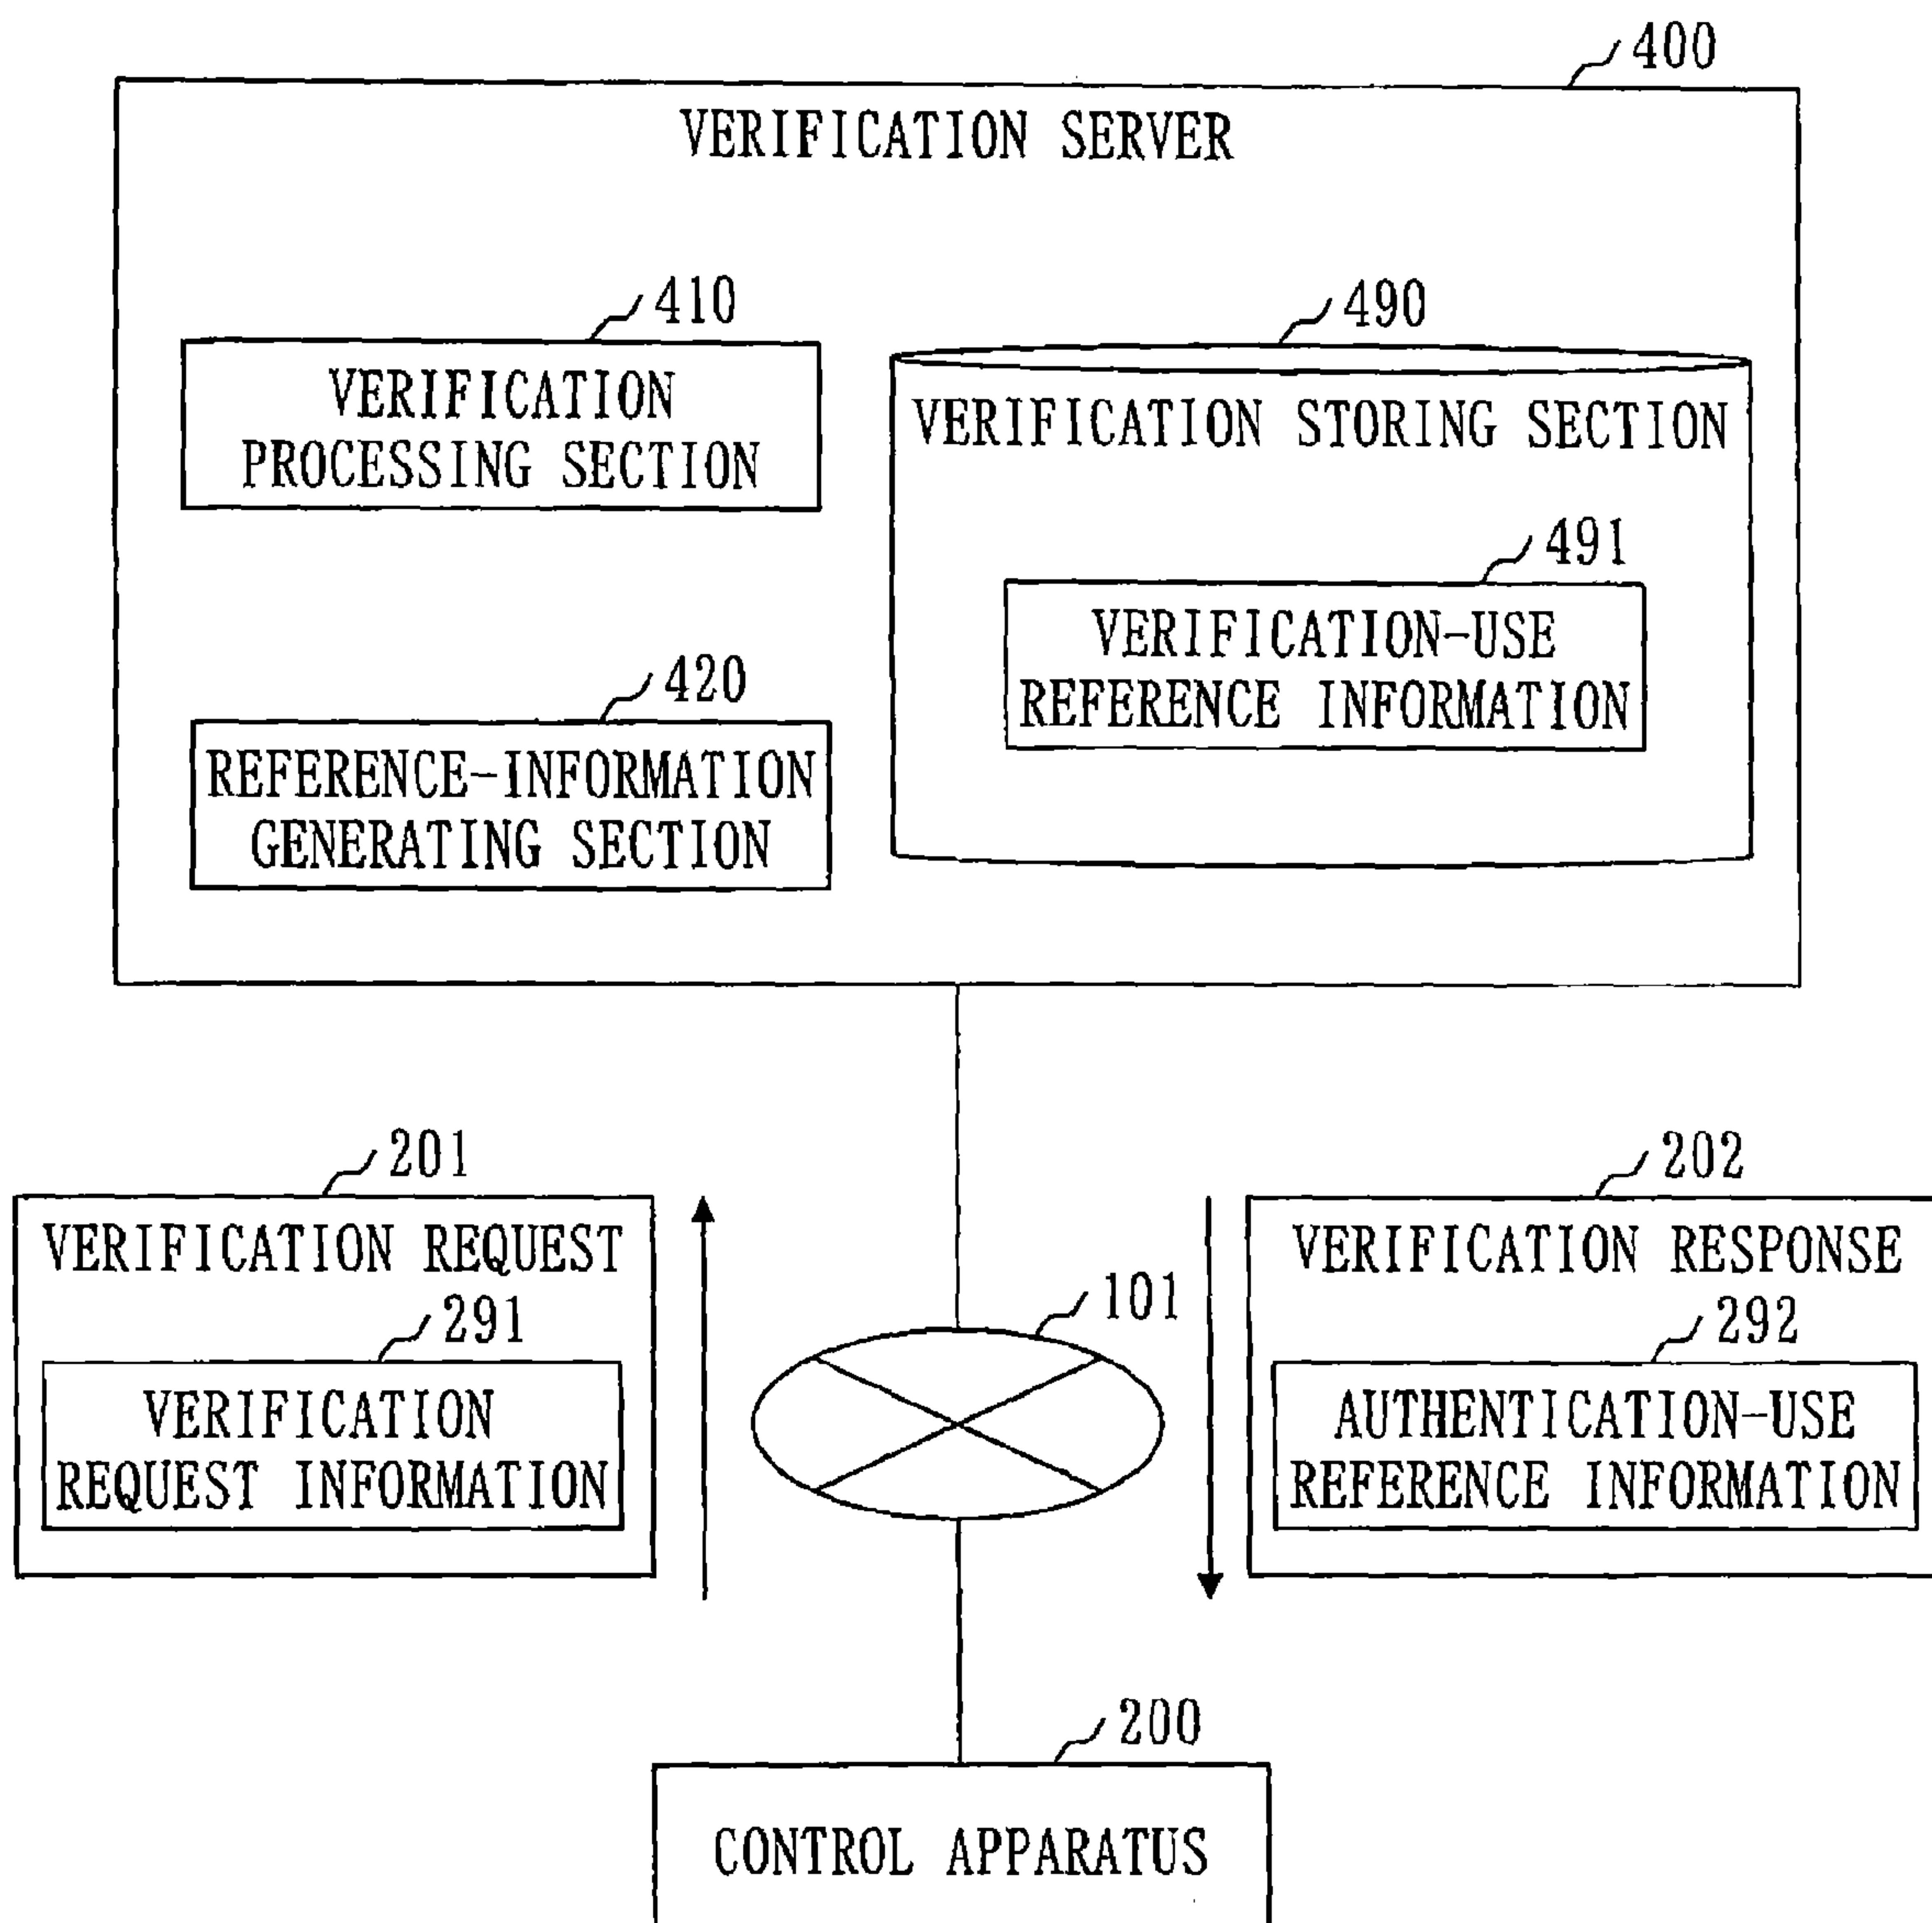 400
VERIFICATION SERVER
410
VERIFICATION
PROCESSING SECTION
490
VERIFICATION STORING SECTION
491
VERIFICATION-USE
REFERENCE INFORMATION
420
REFERENCE-INFORMATION
GENERATING SECTION
201
VERIFICATION REQUEST
291
VERIFICATION
REQUEST INFORMATION
101
202
VERIFICATION RESPONSE
292
AUTHENTICATION-USE
REFERENCE INFORMATION
200
CONTROL APPARATUS